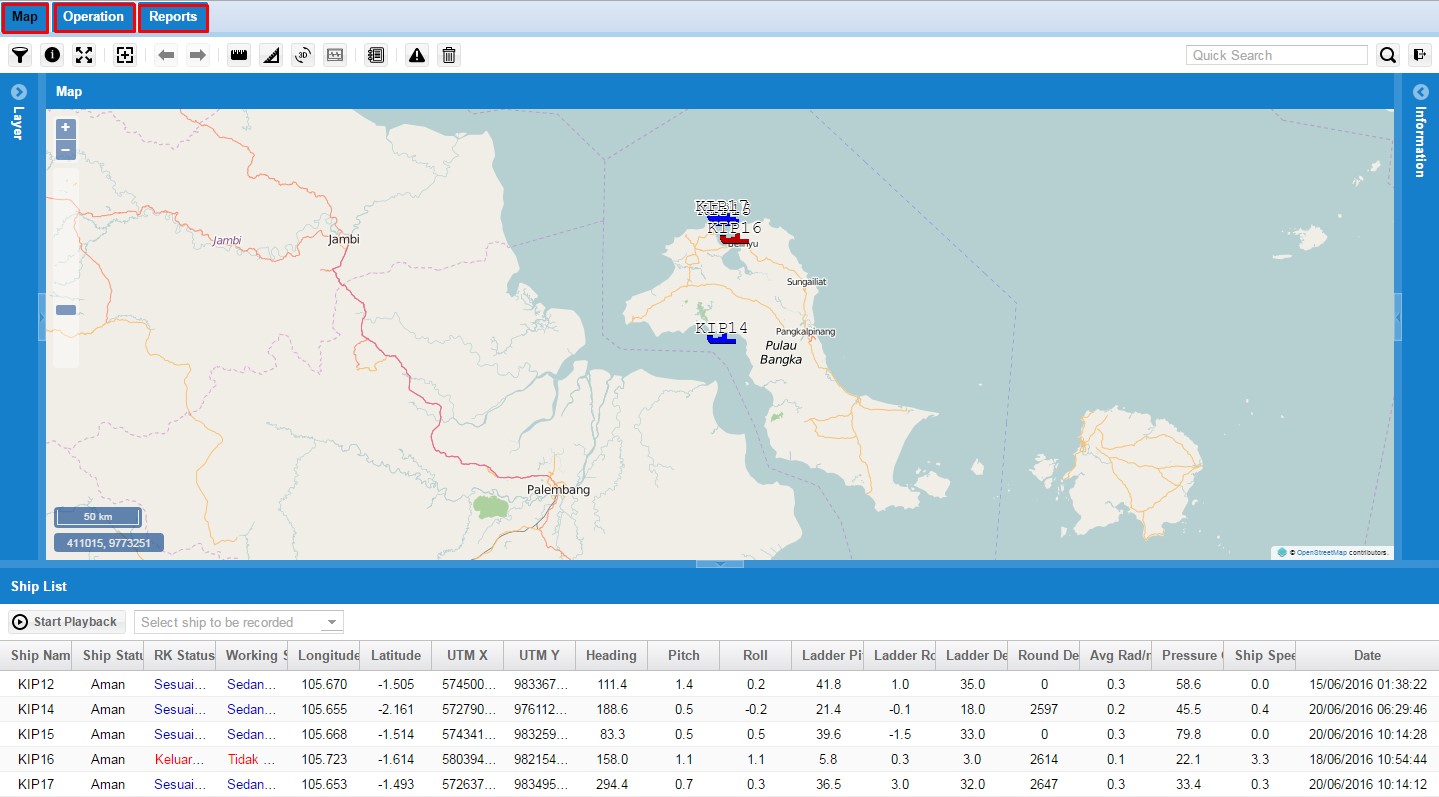 Map Operation Reports
3D
Quick Search
Layer
Map
Information
+
−
KIP17
KIP16
Belinyu
Jambi
Jambi
Sungailiat
KIP14
Pangkalpinang
Pulau
Bangka
Palembang
50 km
411015, 9773251
© OpenStreetMap contributors.
Ship List
Start Playback Select ship to be recorded
Ship Nam Ship Statu RK Status Working S Longitude Latitude UTM X UTM Y Heading Pitch Roll Ladder Pi Ladder Ro Ladder De Round De Avg Rad/ Pressure Ship Spee Date
KIP12 Aman Sesuai... Sedan... 105.670 -1.505 574500... 983367... 111.4 1.4 0.2 41.8 1.0 35.0 0 0.3 58.6 0.0 15/06/2016 01:38:22
KIP14 Aman Sesuai... Sedan... 105.655 -2.161 572790... 976112... 188.6 0.5 -0.2 21.4 -0.1 18.0 2597 0.2 45.5 0.4 20/06/2016 06:29:46
KIP15 Aman Sesuai... Sedan... 105.668 -1.514 574341... 983259... 83.3 0.5 0.5 39.6 -1.5 33.0 0 0.3 79.8 0.0 20/06/2016 10:14:28
KIP16 Aman Keluar... Tidak ... 105.723 -1.614 580394... 982154... 158.0 1.1 1.1 5.8 0.3 3.0 2614 0.1 22.1 3.3 18/06/2016 10:54:44
KIP17 Aman Sesuai... Sedan... 105.653 -1.493 572637... 983495... 294.4 0.7 0.3 36.5 3.0 32.0 2647 0.3 33.4 0.3 20/06/2016 10:14:12